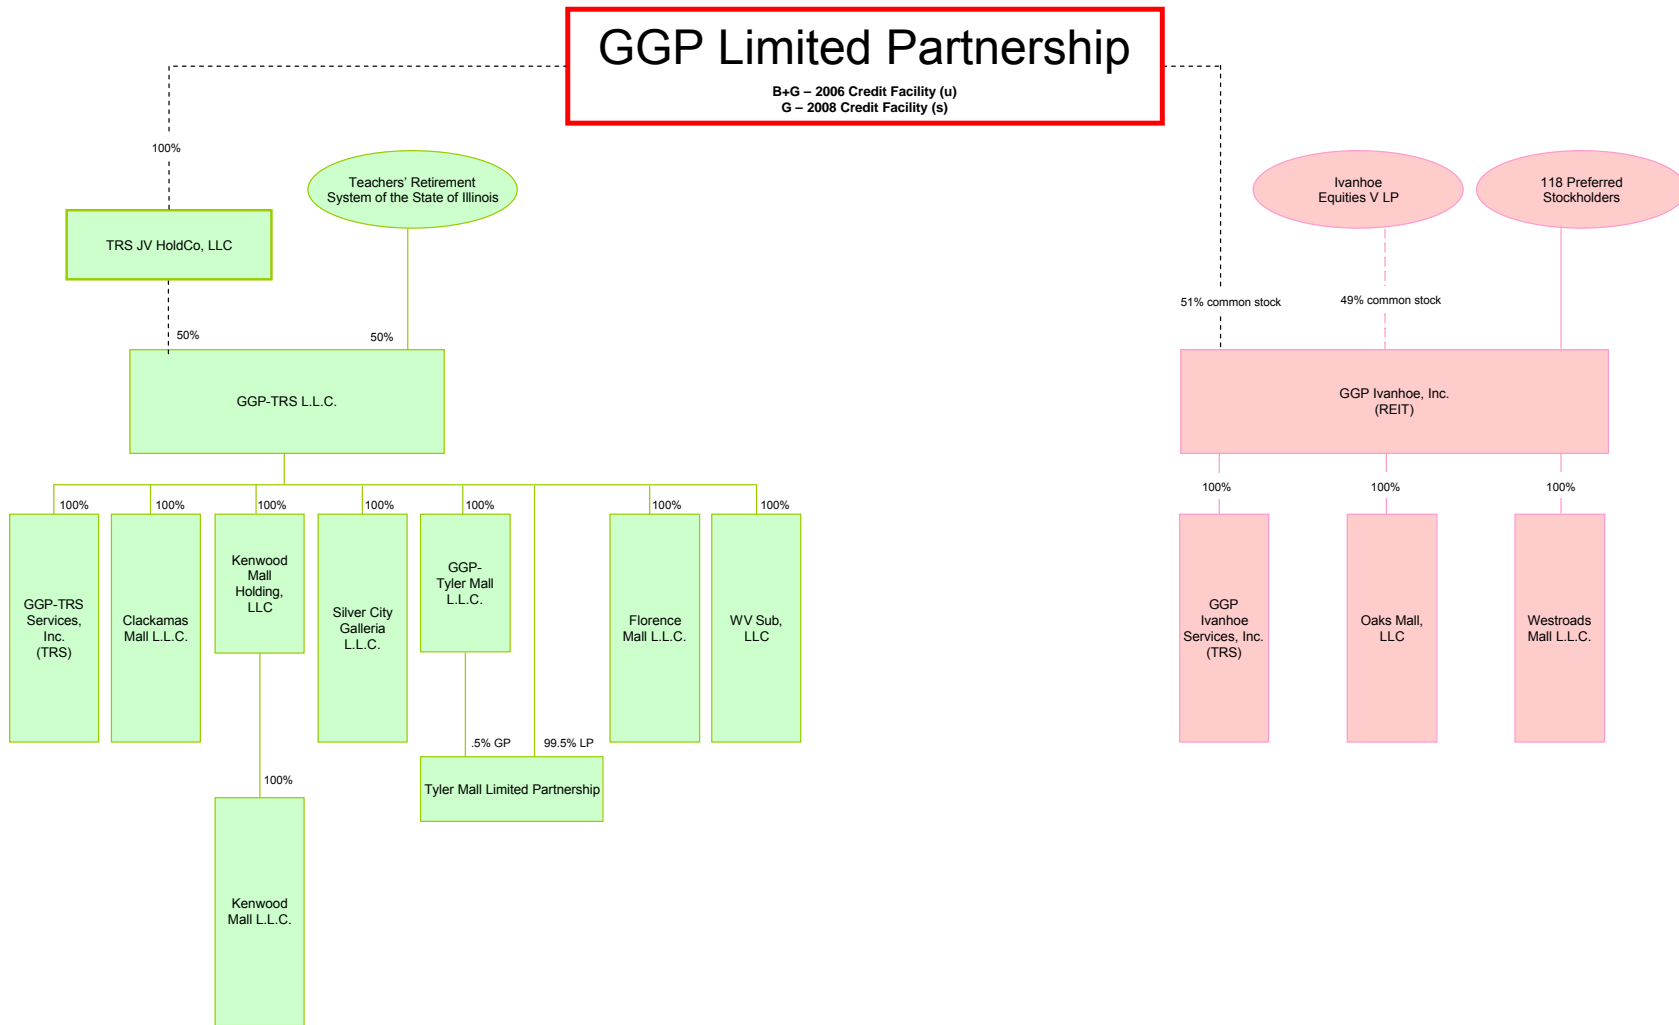 GGP Limited Partnership
B+G – 2006 Credit Facility (u)
G – 2008 Credit Facility (s)
100%
Teachers' Retirement
System of the State of Illinois
Ivanhoe
Equities V LP
118 Preferred
Stockholders
TRS JV HoldCo, LLC
51% common stock
49% common stock
50%
50%
GGP-TRS L.L.C.
GGP Ivanhoe, Inc.
(REIT)
100%
100%
100%
100%
100%
100%
100%
100%
100%
100%
GGP-TRS
Services,
Inc.
(TRS)
Clackamas
Mall L.L.C.
Kenwood
Mall
Holding,
LLC
Silver City
Galleria
L.L.C.
GGP-
Tyler Mall
L.L.C.
Florence
Mall L.L.C.
WV Sub,
LLC
GGP
Ivanhoe
Services, Inc.
(TRS)
Oaks Mall,
LLC
Westroads
Mall L.L.C.
.5% GP
99.5% LP
100%
Tyler Mall Limited Partnership
Kenwood
Mall L.L.C.